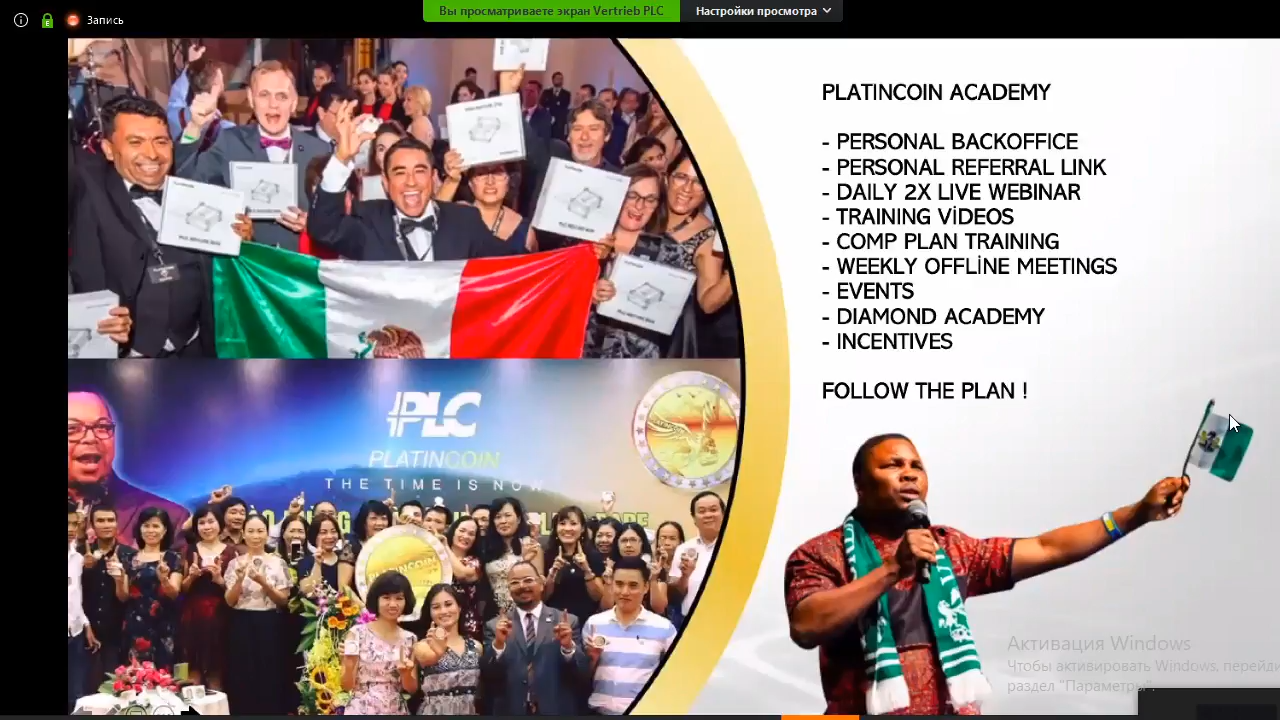 Запись
Вы просматриваете экран Vertrieb PLC
Настройки просмотра
PLATINCOIN ACADEMY
- PERSONAL BACKOFFICE
- PERSONAL REFERRAL LINK
- DAILY 2X LIVE WEBINAR
- TRAINING VİDEOS
- COMP PLAN TRAINING
- WEEKLY OFFLİNE MEETINGS
- EVENTS
- DIAMOND ACADEMY
- INCENTIVES
FOLLOW THE PLAN !
PLC
PLATINCOIN
THE TIME IS NOW
PLATINCOIN
Активация Windows
Чтобы активировать Windows, перейди
раздел "Параметры".